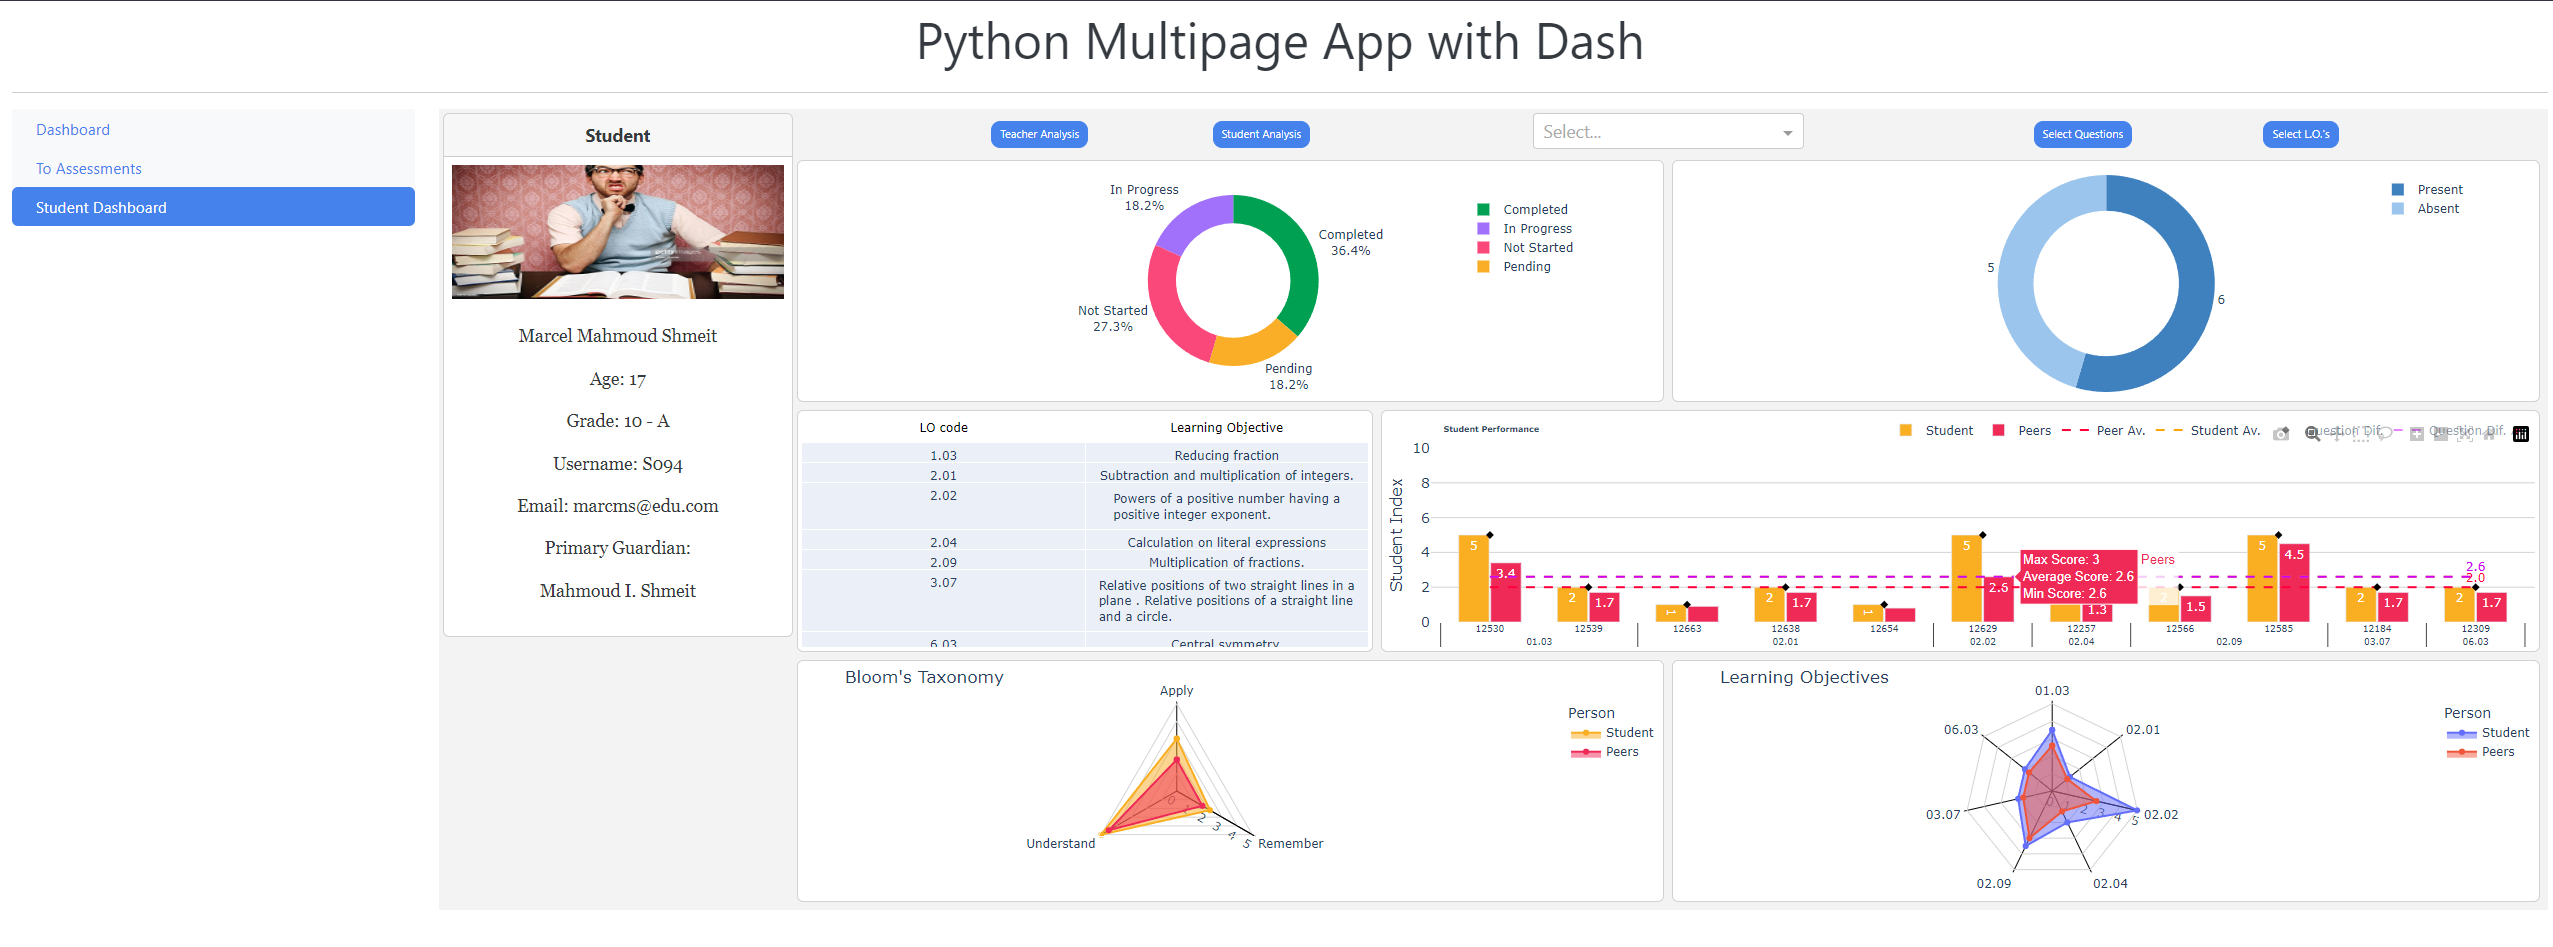 Python Multipage App with Dash
Dashboard
To Assessments
Student Dashboard
Student
Marcel Mahmoud Shmeit
Age: 17
Grade: 10 - A
Username: S094
Email: marcms@edu.com
Primary Guardian:
Mahmoud I. Shmeit
Teacher Analysis
Student Analysis
Select...
Select Questions
Select L.O.'s
In Progress
18.2%
Completed
36.4%
Not Started
27.3%
Pending
18.2%
Completed
In Progress
Not Started
Pending
5
6
Present
Absent
LO code Learning Objective
1.03 Reducing fraction
2.01 Subtraction and multiplication of integers.
2.02 Powers of a positive number having a
positive integer exponent.
2.04 Calculation on literal expressions
2.09 Multiplication of fractions.
3.07 Relative positions of two straight lines in a
plane . Relative positions of a straight line
and a circle.
6.03 Central symmetry
Student Performance
Student Peers Peer Av. Student Av. Question Dif. Question Dif.
Student Index
10
8
6
4
2
0
5 3.4 2 1.7 1 2 1.7 1 5 2.6 1.3 2 1.5 5 4.5 2 1.7 2 1.7
Max Score: 3
Average Score: 2.6
Min Score: 2.6
Peers
2.6
2.0
12530 12539 12663 12638 12654 12629 12257 12566 12585 12184 12309
01.03 02.01 02.02 02.04 02.09 03.07 06.03
Bloom's Taxonomy
Apply
Understand
Remember
0 1 2 3 4 5
Person
Student
Peers
Learning Objectives
01.03
02.01
02.02
02.04
02.09
03.07
06.03
0 1 2 3 4 5
Person
Student
Peers